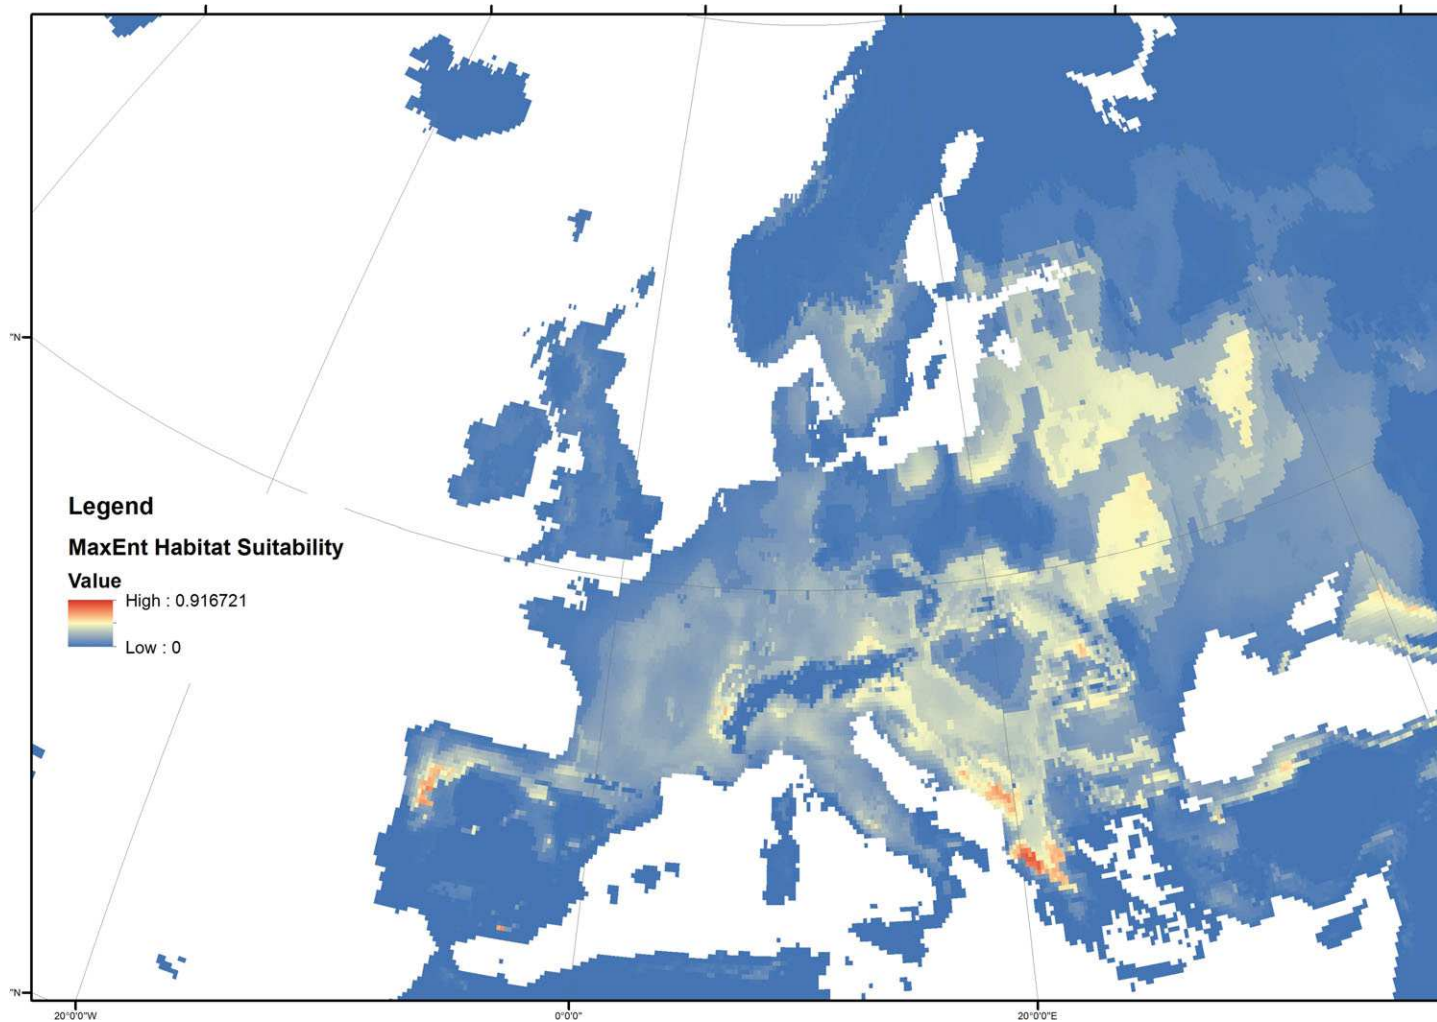 "N
Legend
MaxEnt Habitat Suitability
Value
High : 0.916721
Low : 0
"N
20°0'0"W
0°0'0"
20°0'0"E